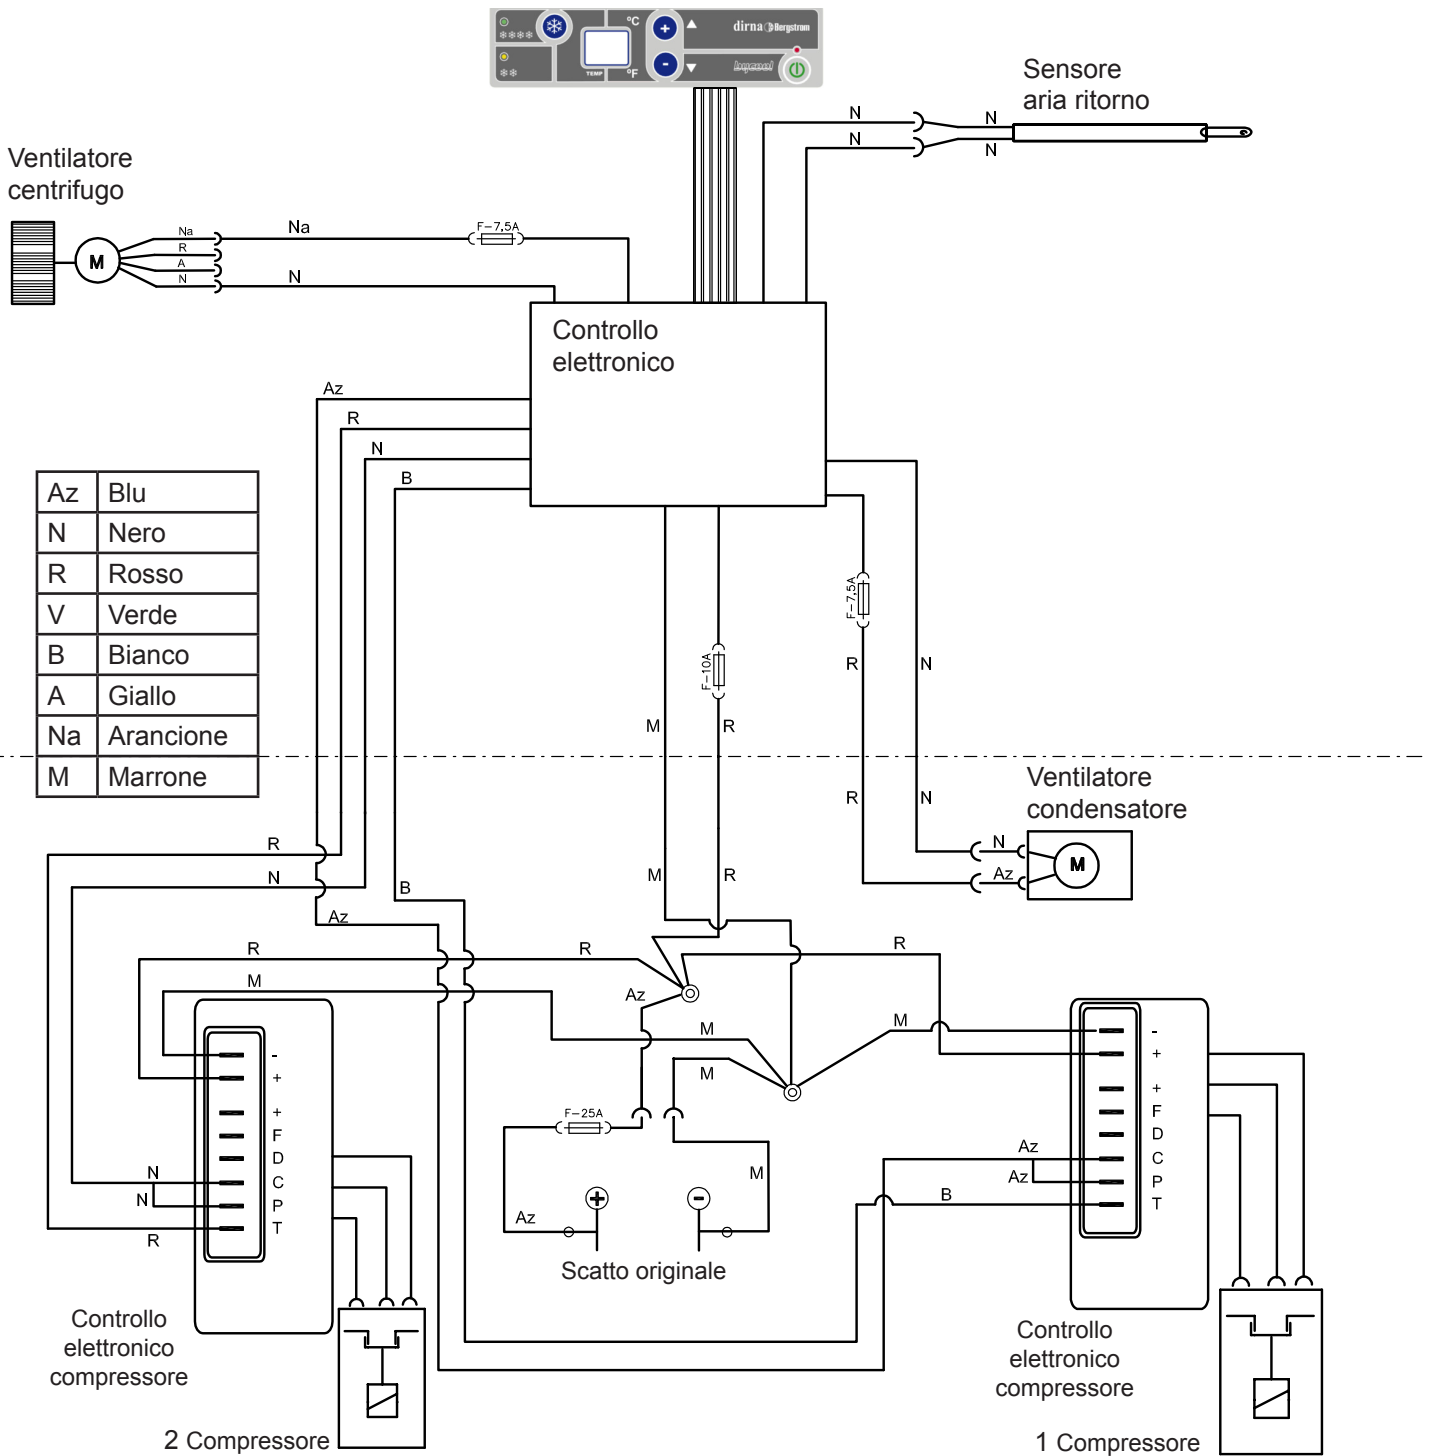 °C
dirna Bergstrom
TEMP
°F
bycool
Sensore
aria ritorno
N
N
N
N
Ventilatore
centrifugo
Na
R
A
N
Na
N
F-7,5A
M
Controllo
elettronico
Az
R
N
B
Az Blu
N Nero
R Rosso
V Verde
B Bianco
A Giallo
Na Arancione
M Marrone
F-7,5A
F-10A
R
N
M
R
Ventilatore
condensatore
R
N
N
Az
M
R
N
B
Az
M
R
R
R
R
M
Az
M
M
M
-
+
+
F
D
C
P
T
N
N
R
F-25A
Az
M
+
-
Scatto originale
-
+
+
F
D
C
P
T
Az
Az
B
Controllo
elettronico
compressore
2 Compressore
Controllo
elettronico
compressore
1 Compressore